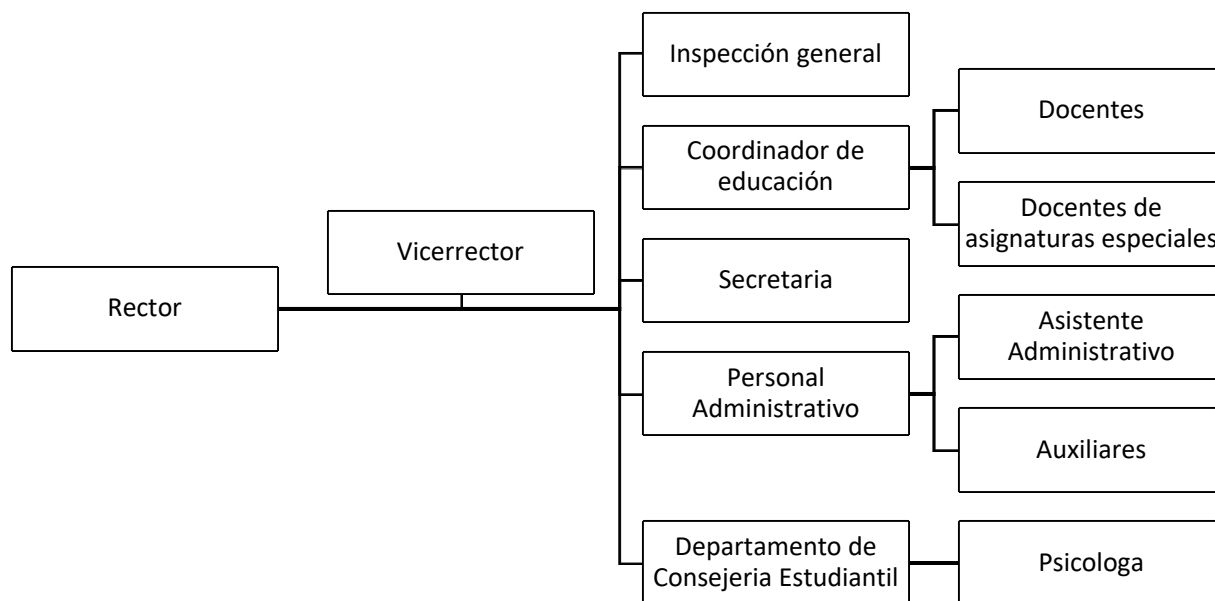 Rector
Vicerrector
Inspección general
Coordinador de
educación
Docentes
Docentes de
asignaturas especiales
Secretaria
Personal
Administrativo
Asistente
Administrativo
Auxiliares
Departamento de
Consejeria Estudiantil
Psicologa